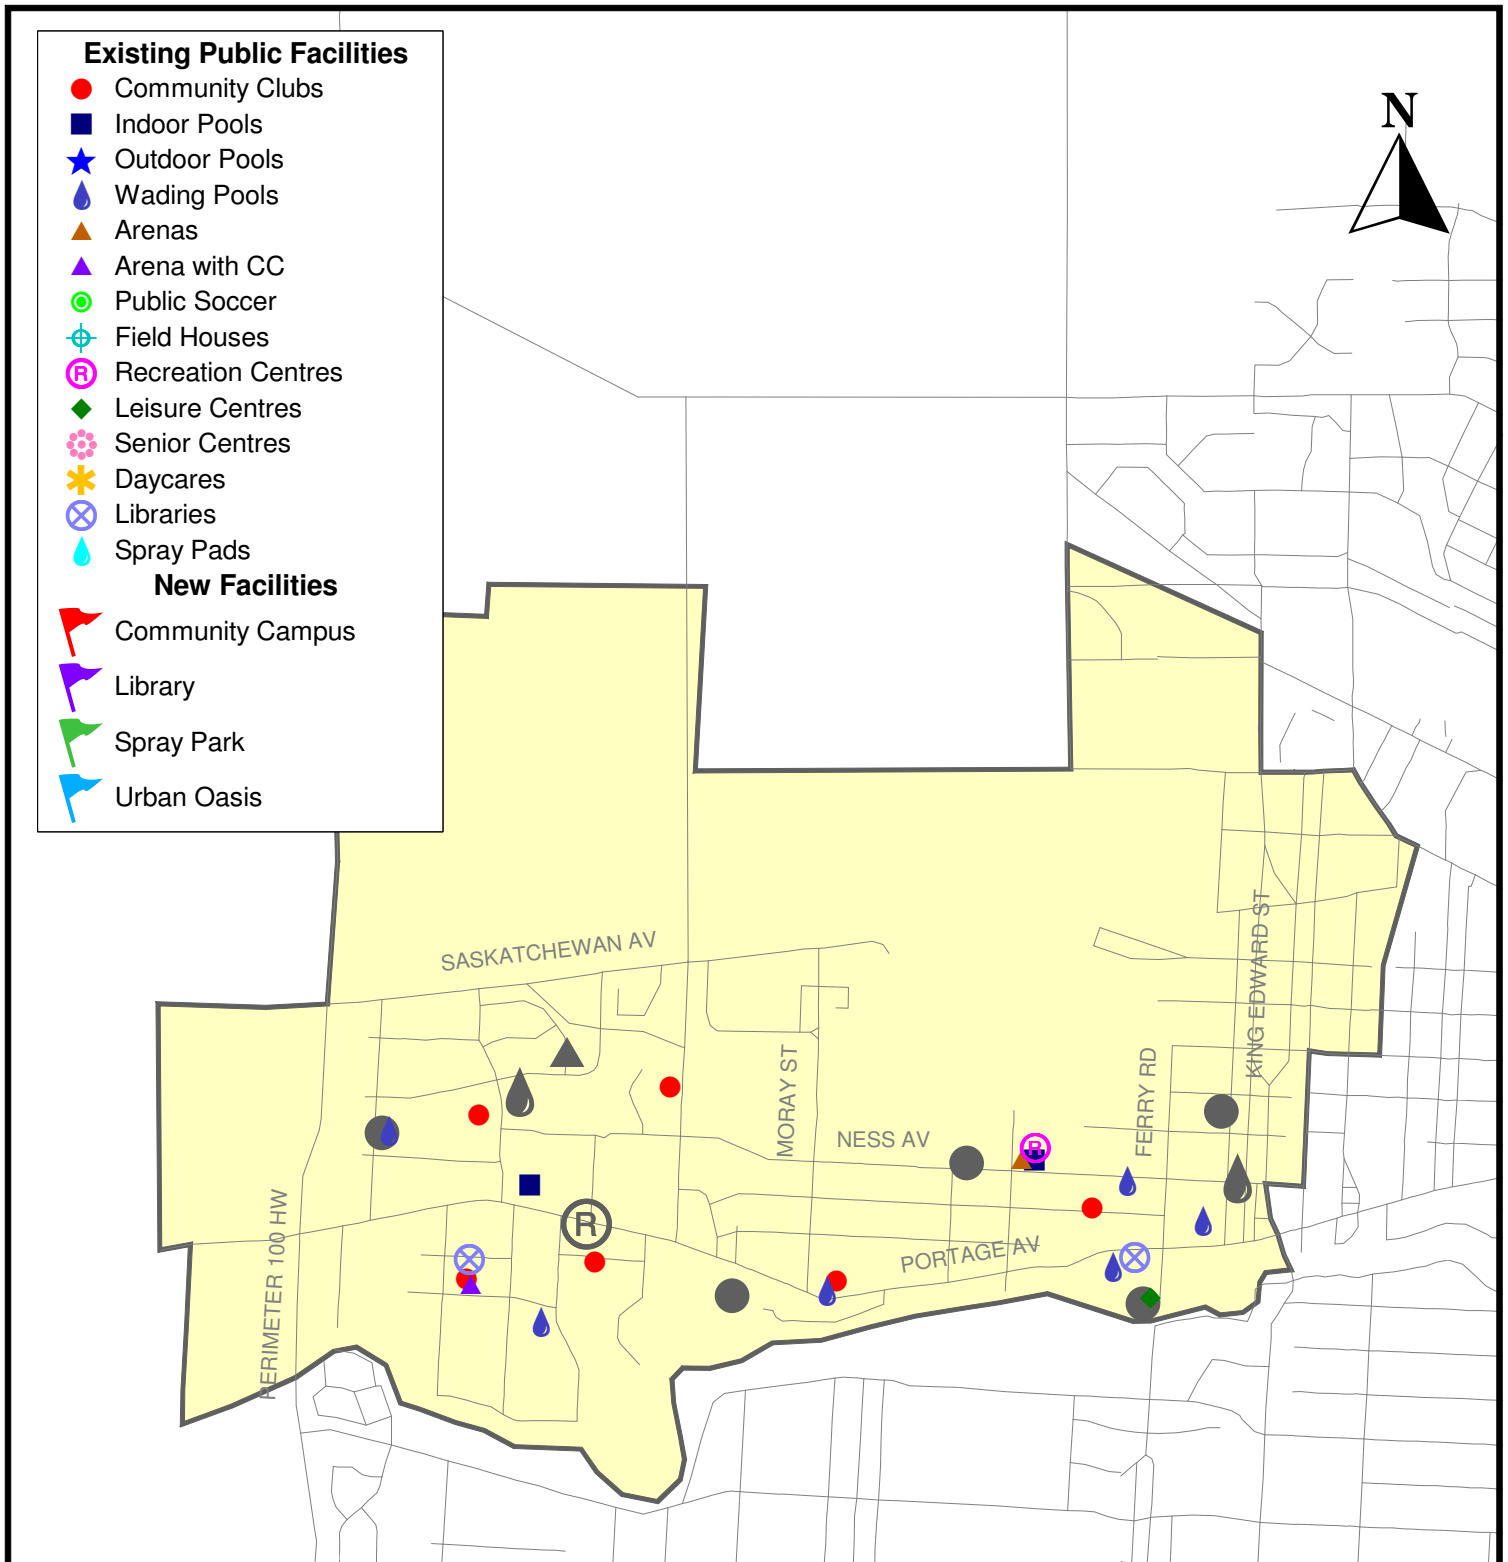 Existing Public Facilities
Community Clubs
Indoor Pools
Outdoor Pools
Wading Pools
Arenas
Arena with CC
Public Soccer
Field Houses
R Recreation Centres
Leisure Centres
Senior Centres
Daycares
Libraries
Spray Pads
New Facilities
Community Campus
Library
Spray Park
Urban Oasis
N
SASKATCHEWAN AV
KING EDWARD ST
MORAY ST
FERRY RD
NESS AV
R
R
PERIMETER 100 HW
PORTAGE AV